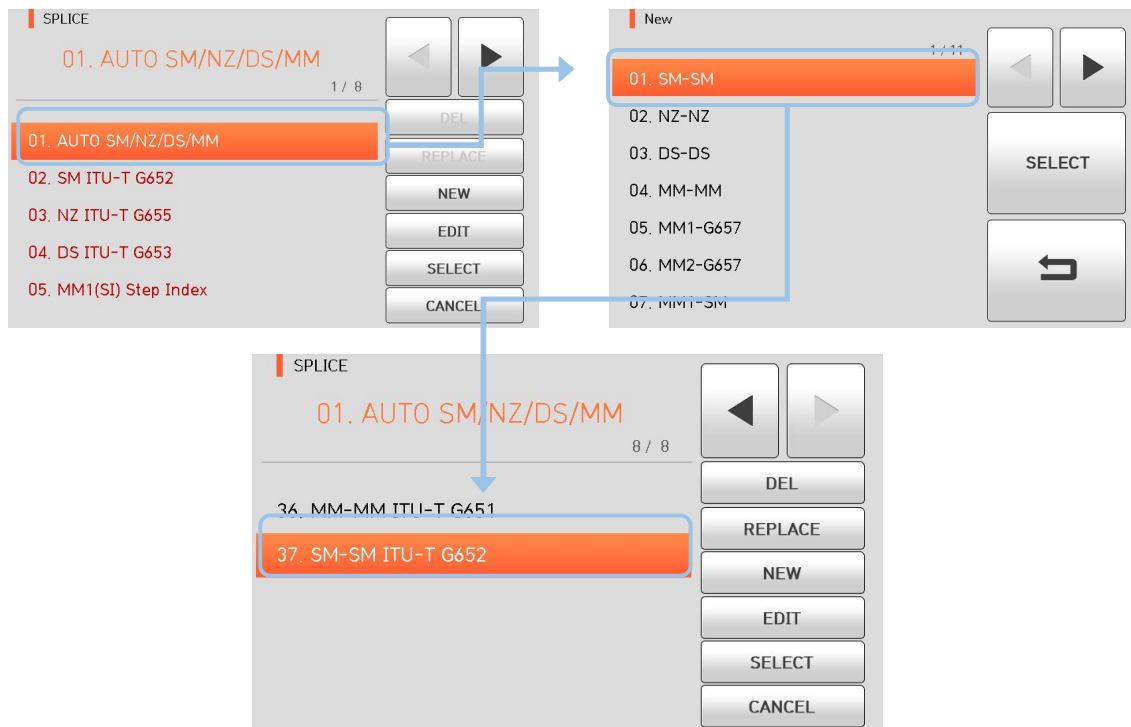 SPLICE
01. AUTO SM/NZ/DS/MM
1 / 8
01. AUTO SM/NZ/DS/MM
02. SM ITU-T G652
03. NZ ITU-T G655
04. DS ITU-T G653
05. MM1(SI) Step Index
DEL
REPLACE
NEW
EDIT
SELECT
CANCEL
New
1 / 11
01. SM-SM
02. NZ-NZ
03. DS-DS
04. MM-MM
05. MM1-G657
06. MM2-G657
07. MM1-SM
SELECT
SPLICE
01. AUTO SM/NZ/DS/MM
8 / 8
36. MM-MM ITU-T G651
37. SM-SM ITU-T G652
DEL
REPLACE
NEW
EDIT
SELECT
CANCEL